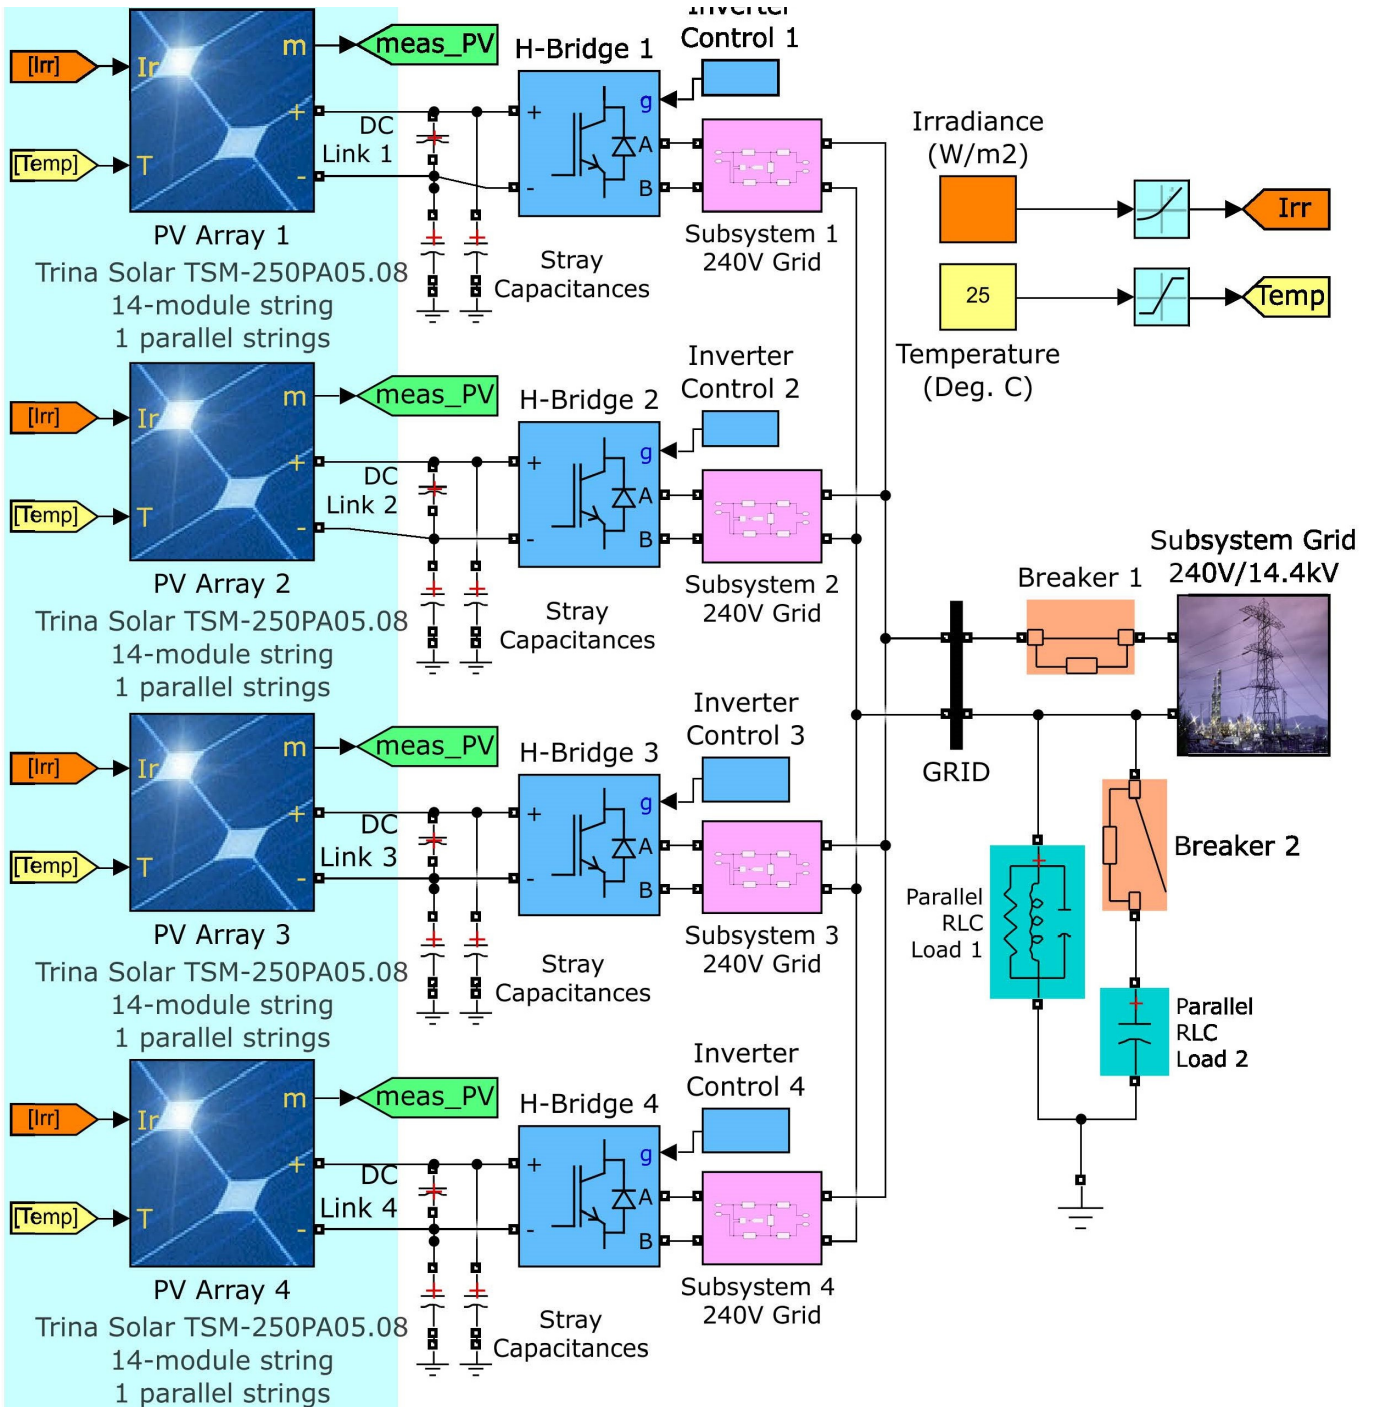 Inverter
Control 1
[Irr]
Ir
m
meas_PV
H-Bridge 1
g
+
DC
Link 1
+
A
[Temp]
T
-
-
B
PV Array 1
Trina Solar TSM-250PA05.08
14-module string
1 parallel strings
Stray
Capacitances
Subsystem 1
240V Grid
Irradiance
(W/m2)
Irr
25
Temp
Temperature
(Deg. C)
Inverter
Control 2
[Irr]
Ir
m
meas_PV
H-Bridge 2
g
+
DC
Link 2
+
A
[Temp]
T
-
-
B
PV Array 2
Trina Solar TSM-250PA05.08
14-module string
1 parallel strings
Stray
Capacitances
Subsystem 2
240V Grid
Breaker 1
Subsystem Grid
240V/14.4kV
GRID
Inverter
Control 3
[Irr]
Ir
m
meas_PV
H-Bridge 3
g
+
DC
Link 3
+
A
[Temp]
T
-
-
B
PV Array 3
Trina Solar TSM-250PA05.08
14-module string
1 parallel strings
Stray
Capacitances
Subsystem 3
240V Grid
Breaker 2
Parallel
RLC
Load 1
Parallel
RLC
Load 2
Inverter
Control 4
[Irr]
Ir
m
meas_PV
H-Bridge 4
g
+
DC
Link 4
+
A
[Temp]
T
-
-
B
PV Array 4
Trina Solar TSM-250PA05.08
14-module string
1 parallel strings
Stray
Capacitances
Subsystem 4
240V Grid